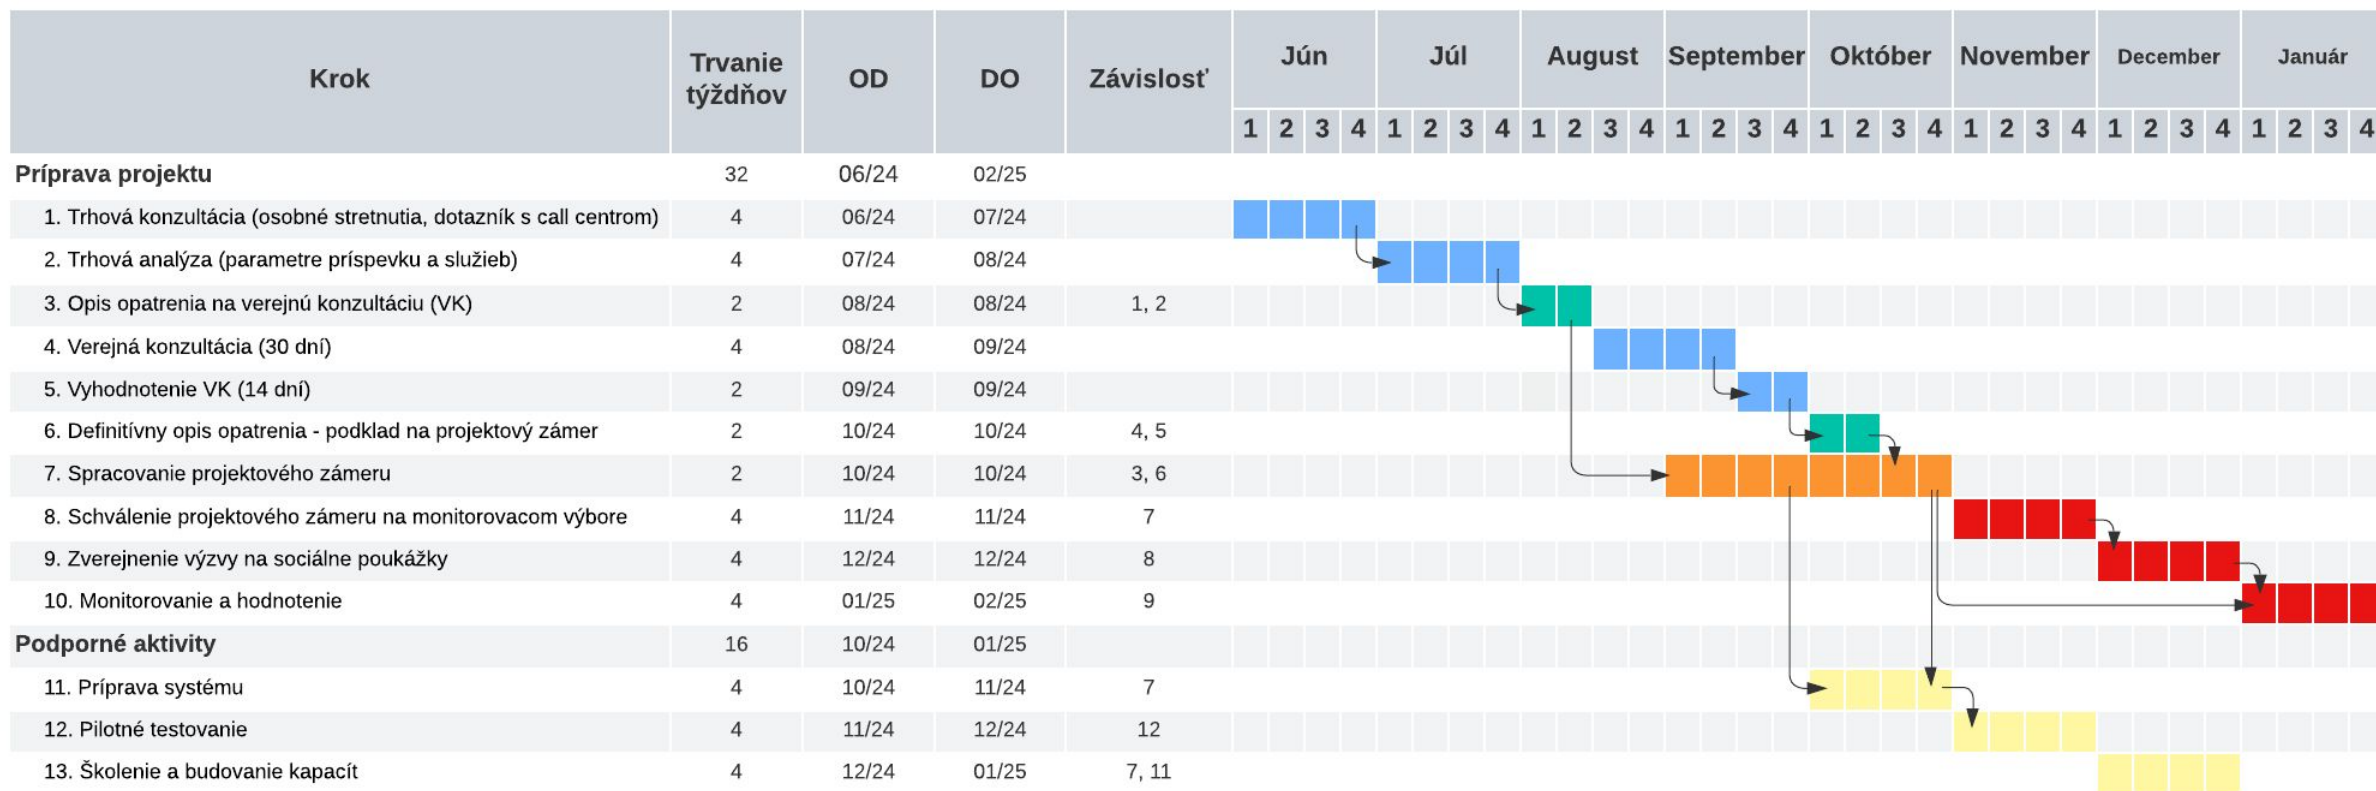 Krok Trvanie týždňov OD DO Závislosť Jún Júl August September Október November December Január
1 2 3 4 1 2 3 4 1 2 3 4 1 2 3 4 1 2 3 4 1 2 3 4 1 2 3 4 1 2 3 4
Príprava projektu 32 06/24 02/25
1. Trhová konzultácia (osobné stretnutia, dotazník s call centrom) 4 06/24 07/24
2. Trhová analýza (parametre príspevku a služieb) 4 07/24 08/24
3. Opis opatrenia na verejnú konzultáciu (VK) 2 08/24 08/24 1, 2
4. Verejná konzultácia (30 dní) 4 08/24 09/24
5. Vyhodnotenie VK (14 dní) 2 09/24 09/24
6. Definitívny opis opatrenia - podklad na projektový zámer 2 10/24 10/24 4, 5
7. Spracovanie projektového zámeru 2 10/24 10/24 3, 6
8. Schválenie projektového zámeru na monitorovacom výbore 4 11/24 11/24 7
9. Zverejnenie výzvy na sociálne poukážky 4 12/24 12/24 8
10. Monitorovanie a hodnotenie 4 01/25 02/25 9
Podporné aktivity 16 10/24 01/25
11. Príprava systému 4 10/24 11/24 7
12. Pilotné testovanie 4 11/24 12/24 12
13. Školenie a budovanie kapacít 4 12/24 01/25 7, 11